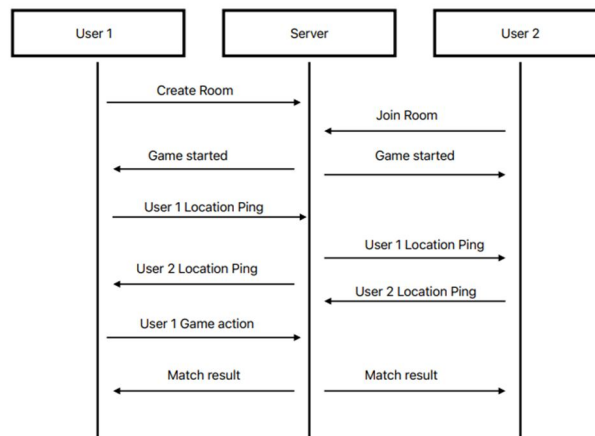 User 1
Server
User 2
Create Room
Join Room
Game started
Game started
User 1 Location Ping
User 1 Location Ping
User 2 Location Ping
User 2 Location Ping
User 1 Game action
Match result
Match result